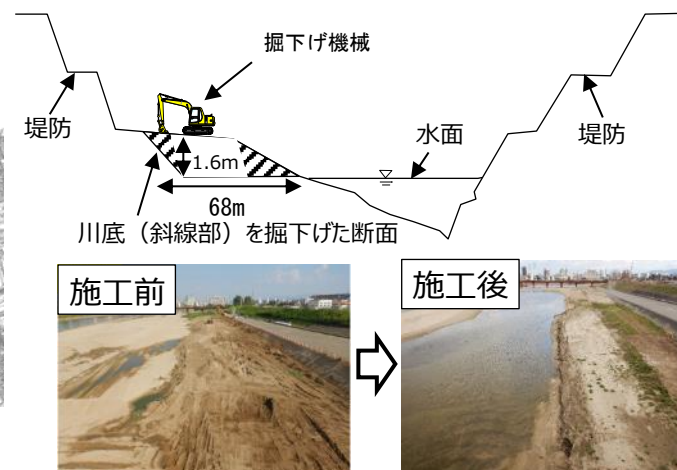 掘下げ機械
堤防
水面
堤防
1.6m
68m
川底（斜線部）を掘下げた断面
施工前
施工後